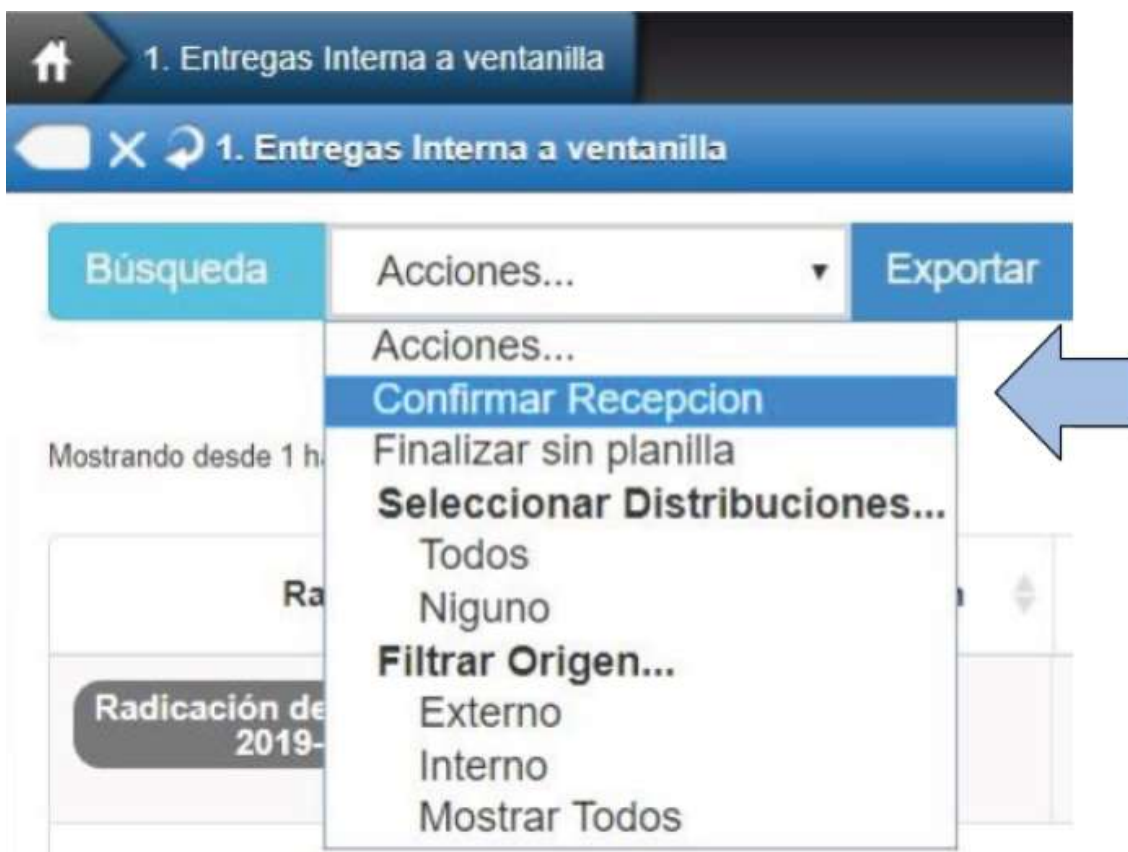 1. Entregas Interna a ventanilla
1. Entregas Interna a ventanilla
Búsqueda Acciones... Exportar
Acciones...
Confirmar Recepcion
Finalizar sin planilla
Seleccionar Distribuciones...
Todos
Niguno
Filtrar Origen...
Externo
Interno
Mostrar Todos
Mostrando desde 1
Radicación de
2019-